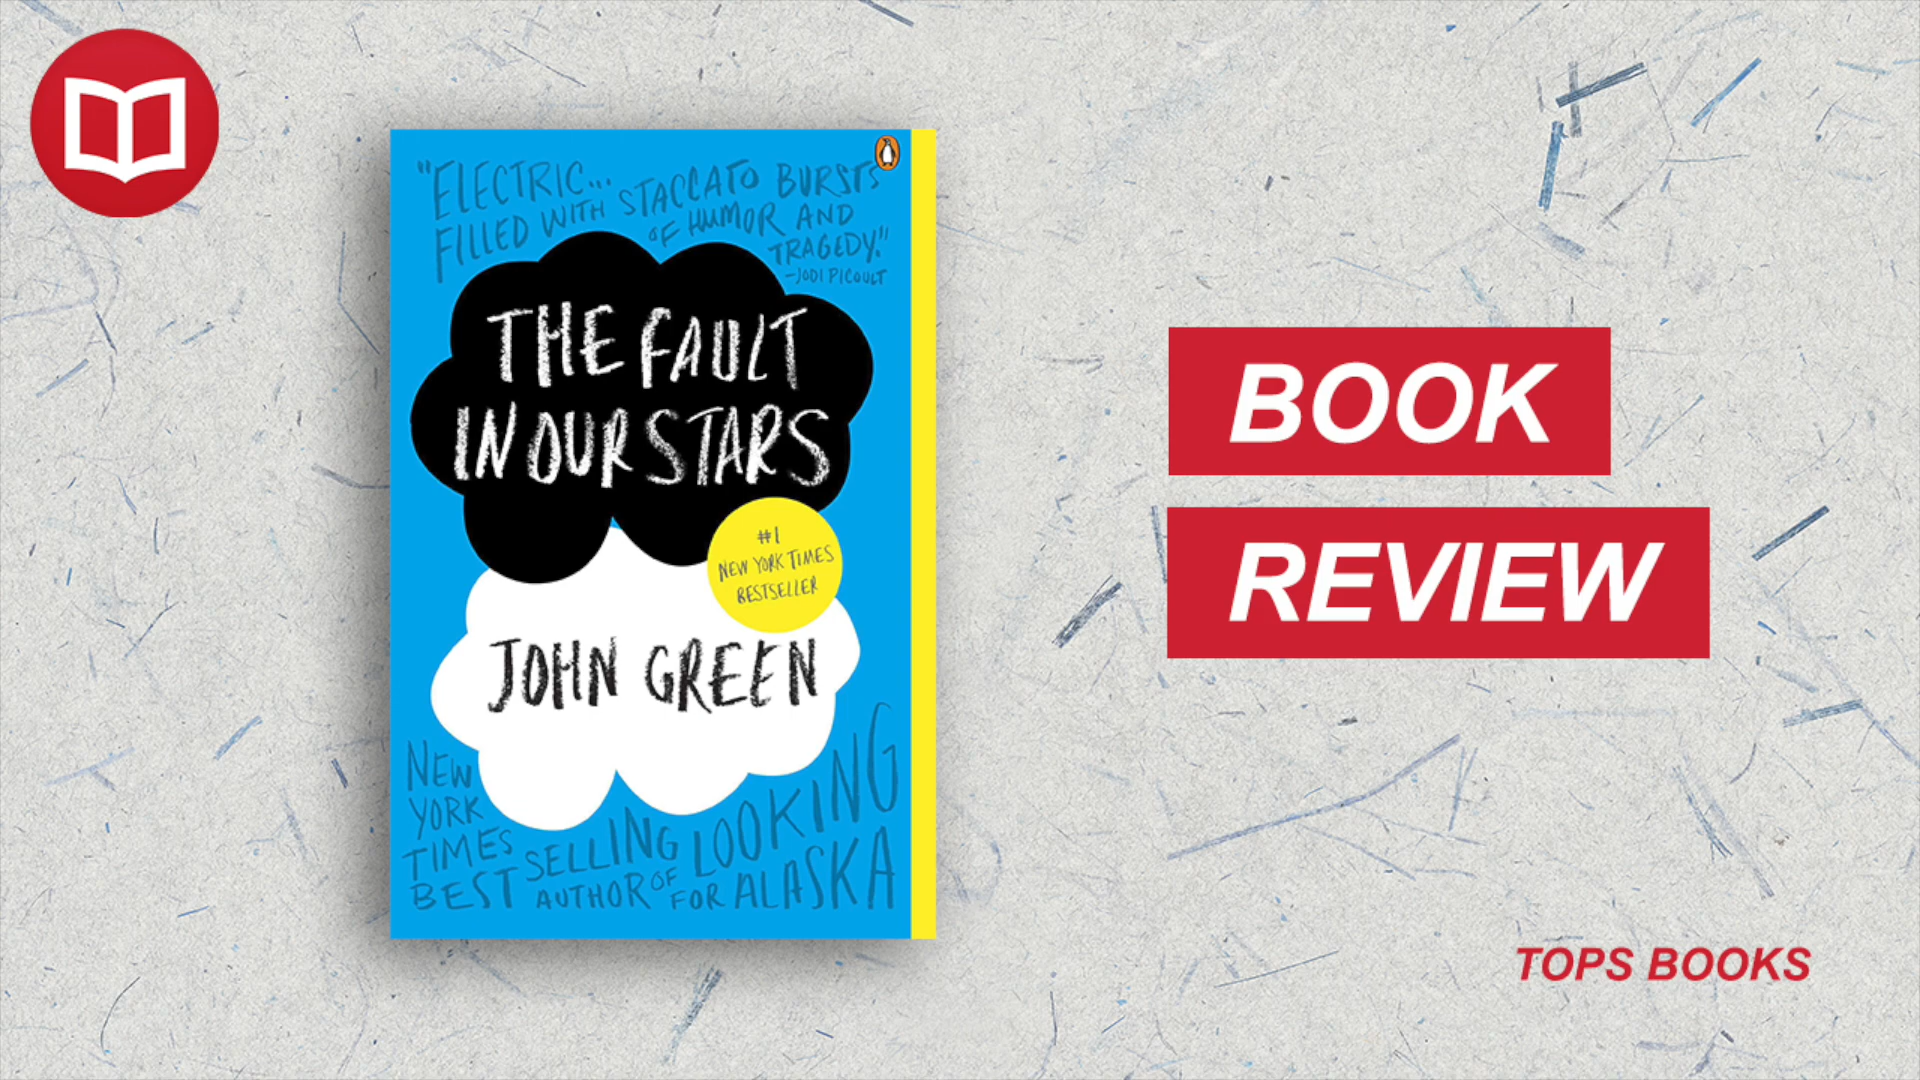 "ELECTRIC... STACCATO BURSTS
FILLED WITH OF HUMOR AND
TRAGEDY."
-JODI PICOULT
THE FAULT
IN OUR STARS
#1
NEW YORK TIMES
BESTSELLER
JOHN GREEN
NEW
YORK
TIMES
BEST SELLING
AUTHOR OF
LOOKING
FOR ALASKA
BOOK
REVIEW
TOPS BOOKS